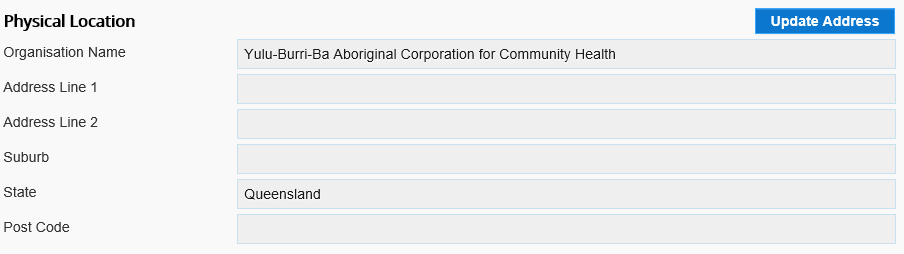 Physical Location
Update Address
Organisation Name
Yulu-Burri-Ba Aboriginal Corporation for Community Health
Address Line 1
Address Line 2
Suburb
State
Queensland
Post Code